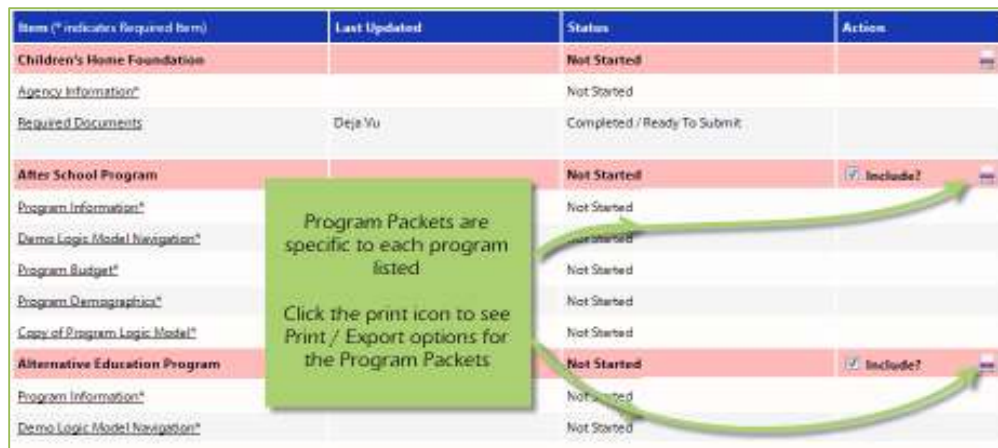 Item (* indicates Required Item) Last Updated Status Action
Children's Home Foundation Not Started
Agency Information* Not Started
Required Documents Deja Vu Completed / Ready To Submit
After School Program Not Started Include?
Program Information* Not Started
Demo Logic Model Navigation* Not Started
Program Budget* Not Started
Program Demographics* Not Started
Copy of Program Logic Model* Not Started
Alternative Education Program Not Started Include?
Program Information* Not Started
Demo Logic Model Navigation* Not Started
Program Packets are
specific to each program
listed
Click the print icon to see
Print / Export options for
the Program Packets